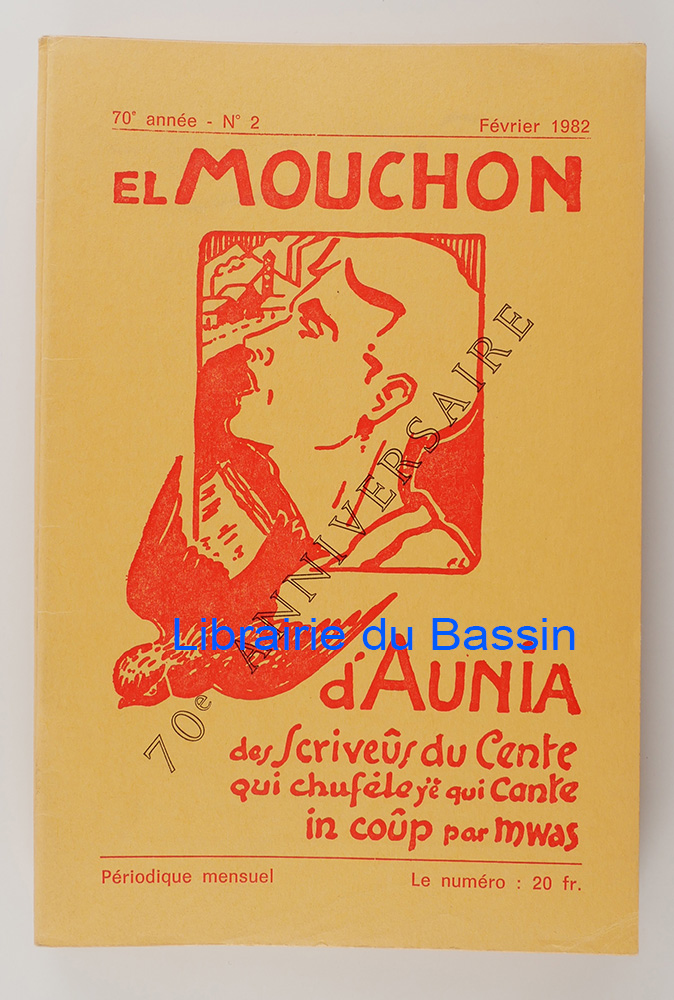 70e année - N° 2
Février 1982
EL MOUCHON
70e ANNIVERSAIRE
Librairie du Bassin
d'AUNIA
des Scriveûs du Cente
qui chufèle y'è qui Cante
in coûp par mwas
Périodique mensuel
Le numéro : 20 fr.